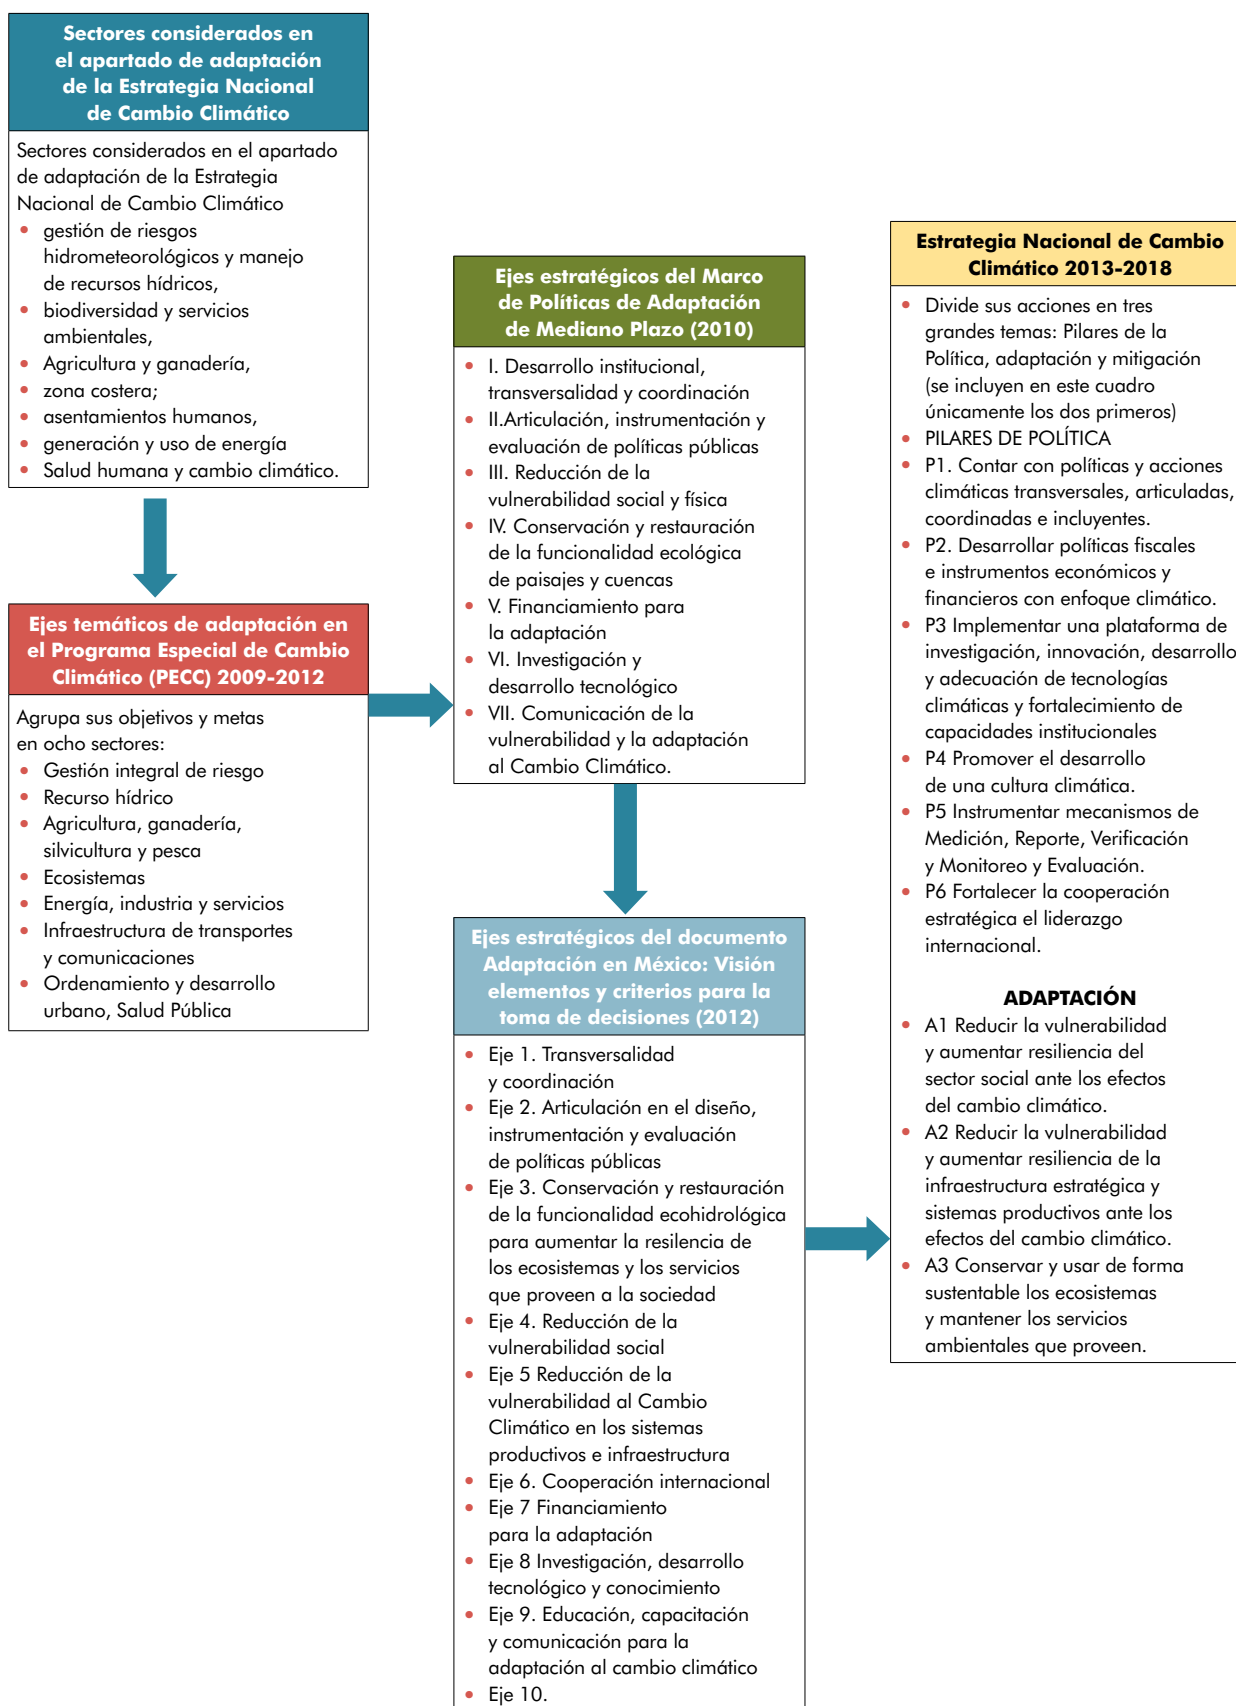 Sectores considerados en
el apartado de adaptación
de la Estrategia Nacional
de Cambio Climático
Sectores considerados en el apartado
de adaptación de la Estrategia
Nacional de Cambio Climático
• gestión de riesgos
hidrometeorológicos y manejo
de recursos hídricos,
• biodiversidad y servicios
ambientales,
• Agricultura y ganadería,
• zona costera;
• asentamientos humanos,
• generación y uso de energía
• Salud humana y cambio climático.
Ejes temáticos de adaptación en
el Programa Especial de Cambio
Climático (PECC) 2009-2012
Agrupa sus objetivos y metas
en ocho sectores:
• Gestión integral de riesgo
• Recurso hídrico
• Agricultura, ganadería,
silvicultura y pesca
• Ecosistemas
• Energía, industria y servicios
• Infraestructura de transportes
y comunicaciones
• Ordenamiento y desarrollo
urbano, Salud Pública
Ejes estratégicos del Marco
de Políticas de Adaptación
de Mediano Plazo (2010)
• I. Desarrollo institucional,
transversalidad y coordinación
• II.Articulación, instrumentación y
evaluación de políticas públicas
• III. Reducción de la
vulnerabilidad social y física
• IV. Conservación y restauración
de la funcionalidad ecológica
de paisajes y cuencas
• V. Financiamiento para
la adaptación
• VI. Investigación y
desarrollo tecnológico
• VII. Comunicación de la
vulnerabilidad y la adaptación
al Cambio Climático.
Ejes estratégicos del documento
Adaptación en México: Visión
elementos y criterios para la
toma de decisiones (2012)
• Eje 1. Transversalidad
y coordinación
• Eje 2. Articulación en el diseño,
instrumentación y evaluación
de políticas públicas
• Eje 3. Conservación y restauración
de la funcionalidad ecohidrológica
para aumentar la resilencia de
los ecosistemas y los servicios
que proveen a la sociedad
• Eje 4. Reducción de la
vulnerabilidad social
• Eje 5 Reducción de la
vulnerabilidad al Cambio
Climático en los sistemas
productivos e infraestructura
• Eje 6. Cooperación internacional
• Eje 7 Financiamiento
para la adaptación
• Eje 8 Investigación, desarrollo
tecnológico y conocimiento
• Eje 9. Educación, capacitación
y comunicación para la
adaptación al cambio climático
• Eje 10.
Estrategia Nacional de Cambio
Climático 2013-2018
• Divide sus acciones en tres
grandes temas: Pilares de la
Política, adaptación y mitigación
(se incluyen en este cuadro
únicamente los dos primeros)
• PILARES DE POLÍTICA
• P1. Contar con políticas y acciones
climáticas transversales, articuladas,
coordinadas e incluyentes.
• P2. Desarrollar políticas fiscales
e instrumentos económicos y
financieros con enfoque climático.
• P3 Implementar una plataforma de
investigación, innovación, desarrollo
y adecuación de tecnologías
climáticas y fortalecimiento de
capacidades institucionales
• P4 Promover el desarrollo
de una cultura climática.
• P5 Instrumentar mecanismos de
Medición, Reporte, Verificación
y Monitoreo y Evaluación.
• P6 Fortalecer la cooperación
estratégica el liderazgo
internacional.
ADAPTACIÓN
• A1 Reducir la vulnerabilidad
y aumentar resiliencia del
sector social ante los efectos
del cambio climático.
• A2 Reducir la vulnerabilidad
y aumentar resiliencia de la
infraestructura estratégica y
sistemas productivos ante los
efectos del cambio climático.
• A3 Conservar y usar de forma
sustentable los ecosistemas
y mantener los servicios
ambientales que proveen.